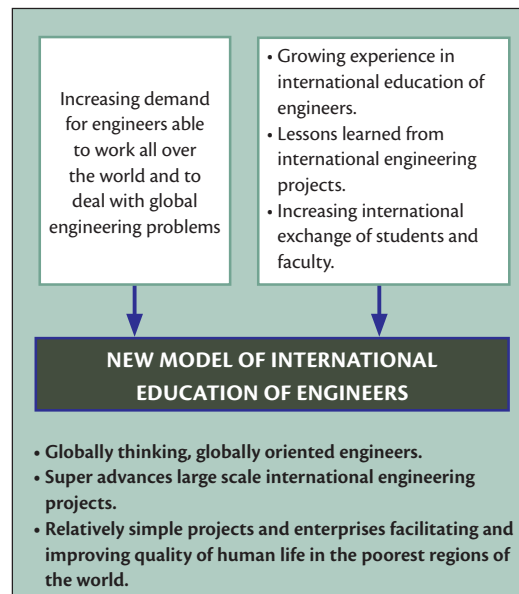 Increasing demand
for engineers able
to work all over
the world and to
deal with global
engineering problems
• Growing experience in
international education of
engineers.
• Lessons learned from
international engineering
projects.
• Increasing international
exchange of students and
faculty.
NEW MODEL OF INTERNATIONAL
EDUCATION OF ENGINEERS
• Globally thinking, globally oriented engineers.
• Super advances large scale international engineering
projects.
• Relatively simple projects and enterprises facilitating and
improving quality of human life in the poorest regions of
the world.